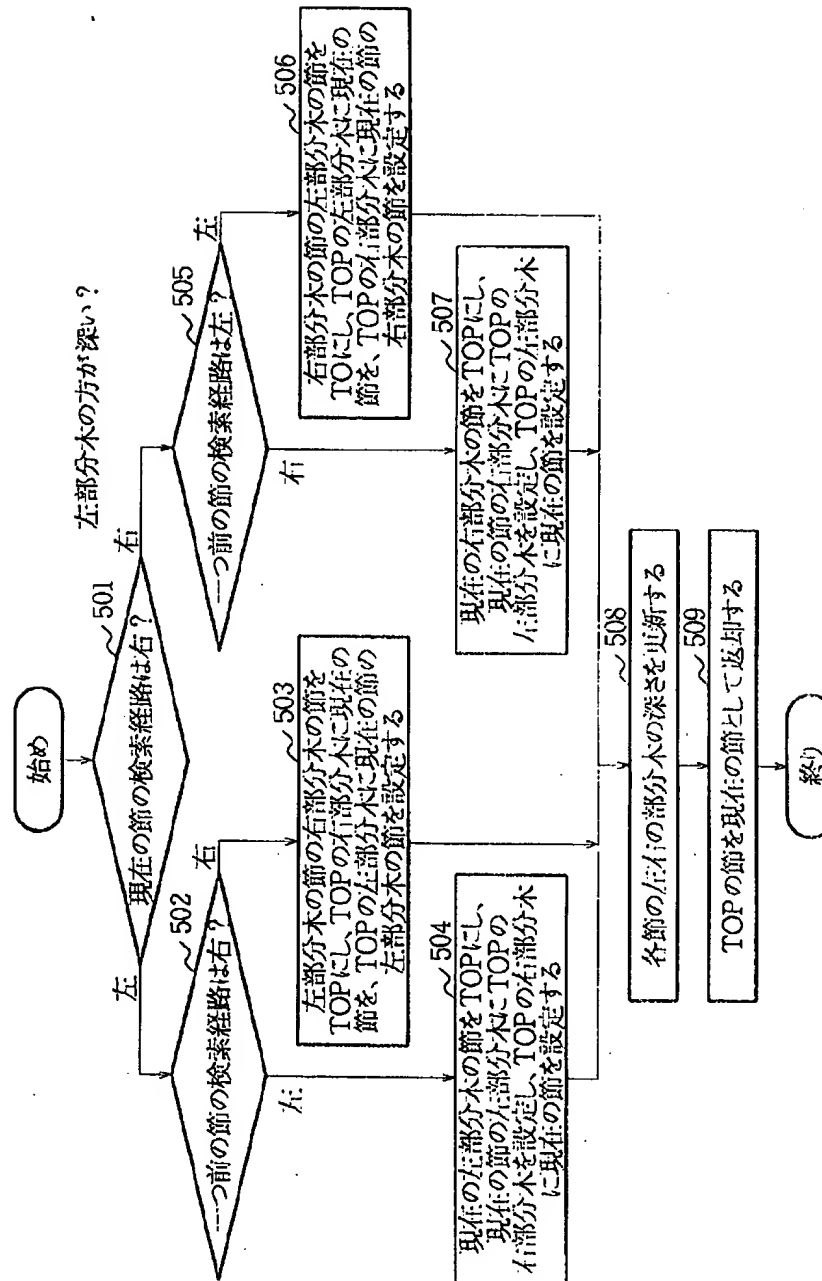 始め
現在の節の検索経路は右？
501
左
右
左部分木の方が深い？
一つ前の節の検索経路は右？
502
右
左
一つ前の節の検索経路は左？
505
左
右
503
左部分木の節の右部分木の節を
TOPにし、TOPの右部分木に現在の
節を、TOPの左部分木に現在の節の
左部分木の節を設定する
506
右部分木の節の左部分木の節を
TOにし、TOPの左部分木に現在の
節を、TOPの右部分木に現在の節の
右部分木の節を設定する
504
現在の左部分木の節をTOPにし、
現在の節の左部分木にTOPの
右部分木を設定し、TOPの右部分木
に現在の節を設定する
507
現在の右部分木の節をTOPにし、
現在の節の右部分木にTOPの
左部分木を設定し、TOPの左部分木
に現在の節を設定する
508
各節の左右の部分木の深さを更新する
509
TOPの節を現在の節として返却する
終り